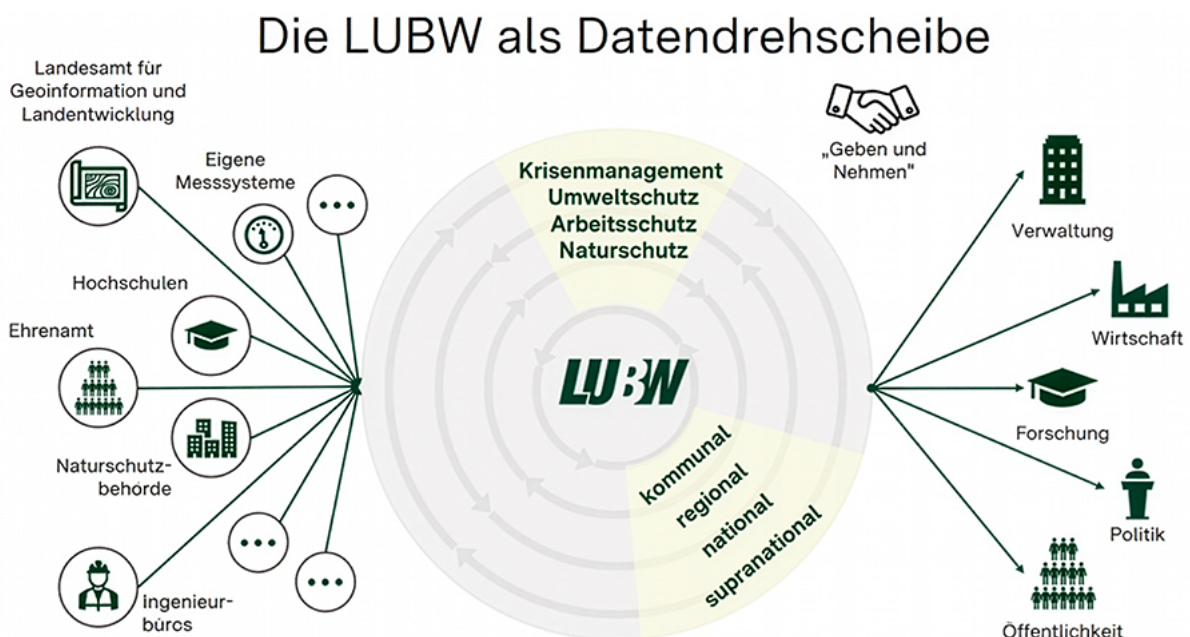 Die LUBW als Datendrehscheibe
Landesamt für
Geoinformation und
Landentwicklung
Eigene
Messsysteme
Hochschulen
Ehrenamt
Naturschutz-
behörde
Ingenieur-
büros
Krisenmanagement
Umweltschutz
Arbeitsschutz
Naturschutz
LUBW
kommunal
regional
national
supranational
„Geben und
Nehmen"
Verwaltung
Wirtschaft
Forschung
Politik
Öffentlichkeit